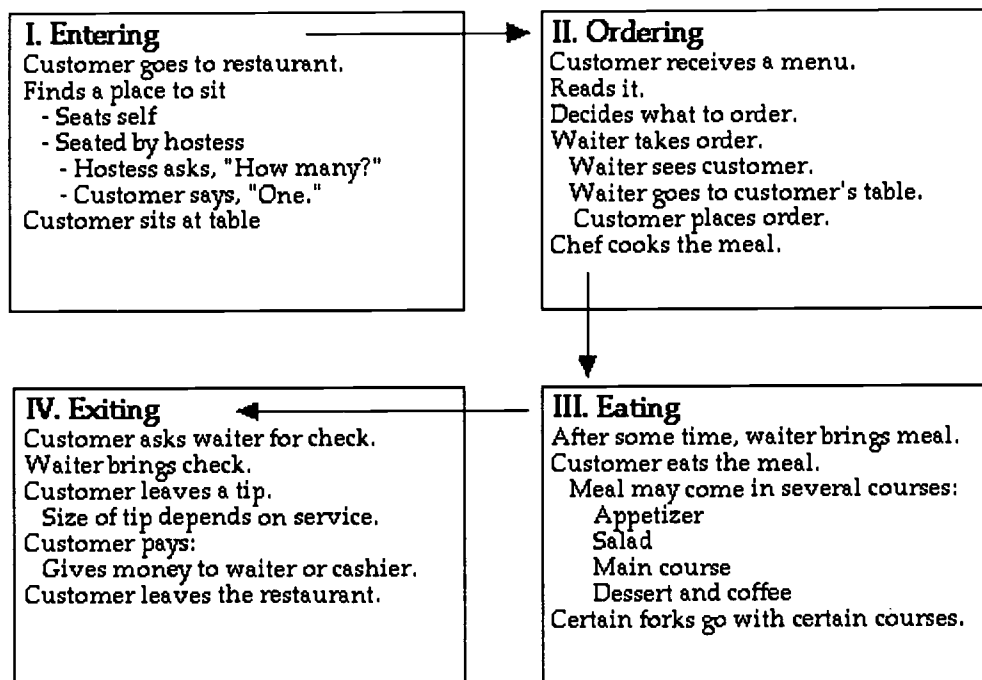 I. Entering
Customer goes to restaurant.
Finds a place to sit
- Seats self
- Seated by hostess
- Hostess asks, "How many?"
- Customer says, "One."
Customer sits at table
II. Ordering
Customer receives a menu.
Reads it.
Decides what to order.
Waiter takes order.
Waiter sees customer.
Waiter goes to customer's table.
Customer places order.
Chef cooks the meal.
III. Eating
After some time, waiter brings meal.
Customer eats the meal.
Meal may come in several courses:
Appetizer
Salad
Main course
Dessert and coffee
Certain forks go with certain courses.
IV. Exiting
Customer asks waiter for check.
Waiter brings check.
Customer leaves a tip.
Size of tip depends on service.
Customer pays:
Gives money to waiter or cashier.
Customer leaves the restaurant.